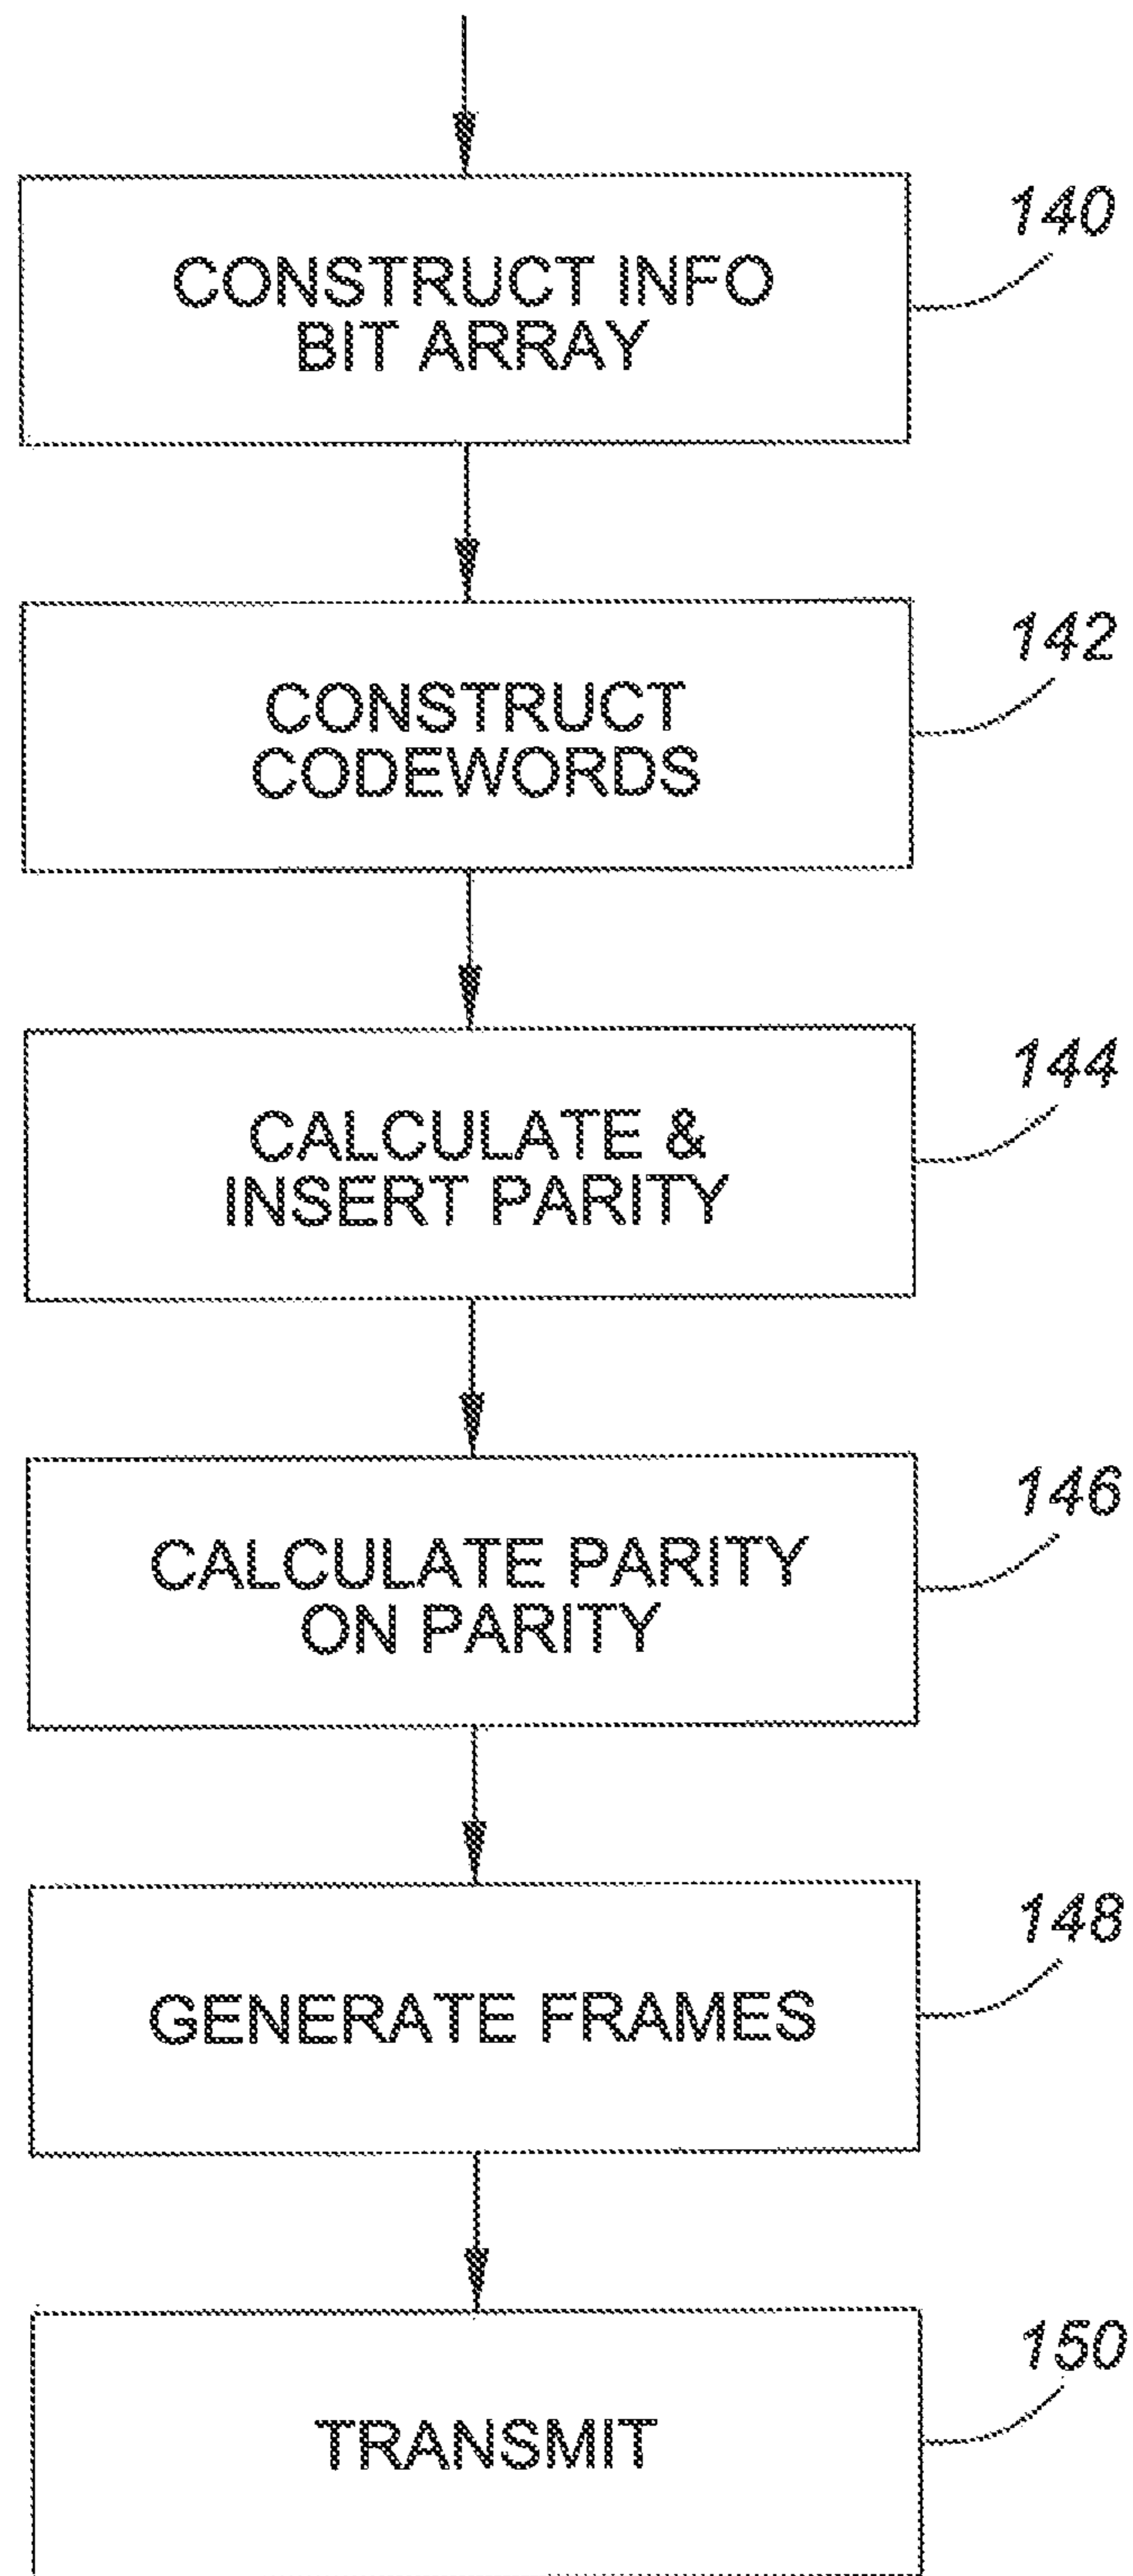 140
CONSTRUCT INFO
BIT ARRAY
142
CONSTRUCT
CODEWORDS
144
CALCULATE &
INSERT PARITY
146
CALCULATE PARITY
ON PARITY
148
GENERATE FRAMES
150
TRANSMIT